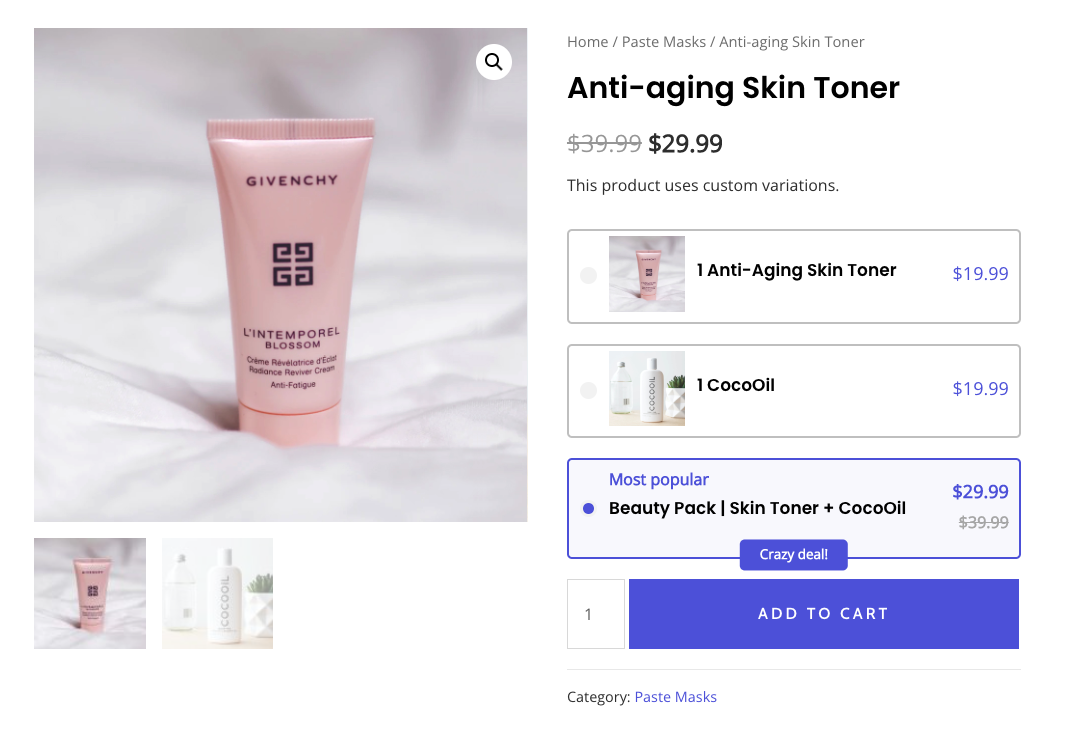 GIVENCHY
L'INTEMPOREL
BLOSSOM
Crème Révélatrice d'Éclat
Radiance Reviver Cream
Anti-Fatigue
Home / Paste Masks / Anti-aging Skin Toner
Anti-aging Skin Toner
$39.99 $29.99
This product uses custom variations.
1 Anti-Aging Skin Toner
$19.99
COCOOIL
1 CocoOil
$19.99
Most popular
Beauty Pack | Skin Toner + CocoOil
$29.99
$39.99
Crazy deal!
1
ADD TO CART
COCOOIL
Category: Paste Masks